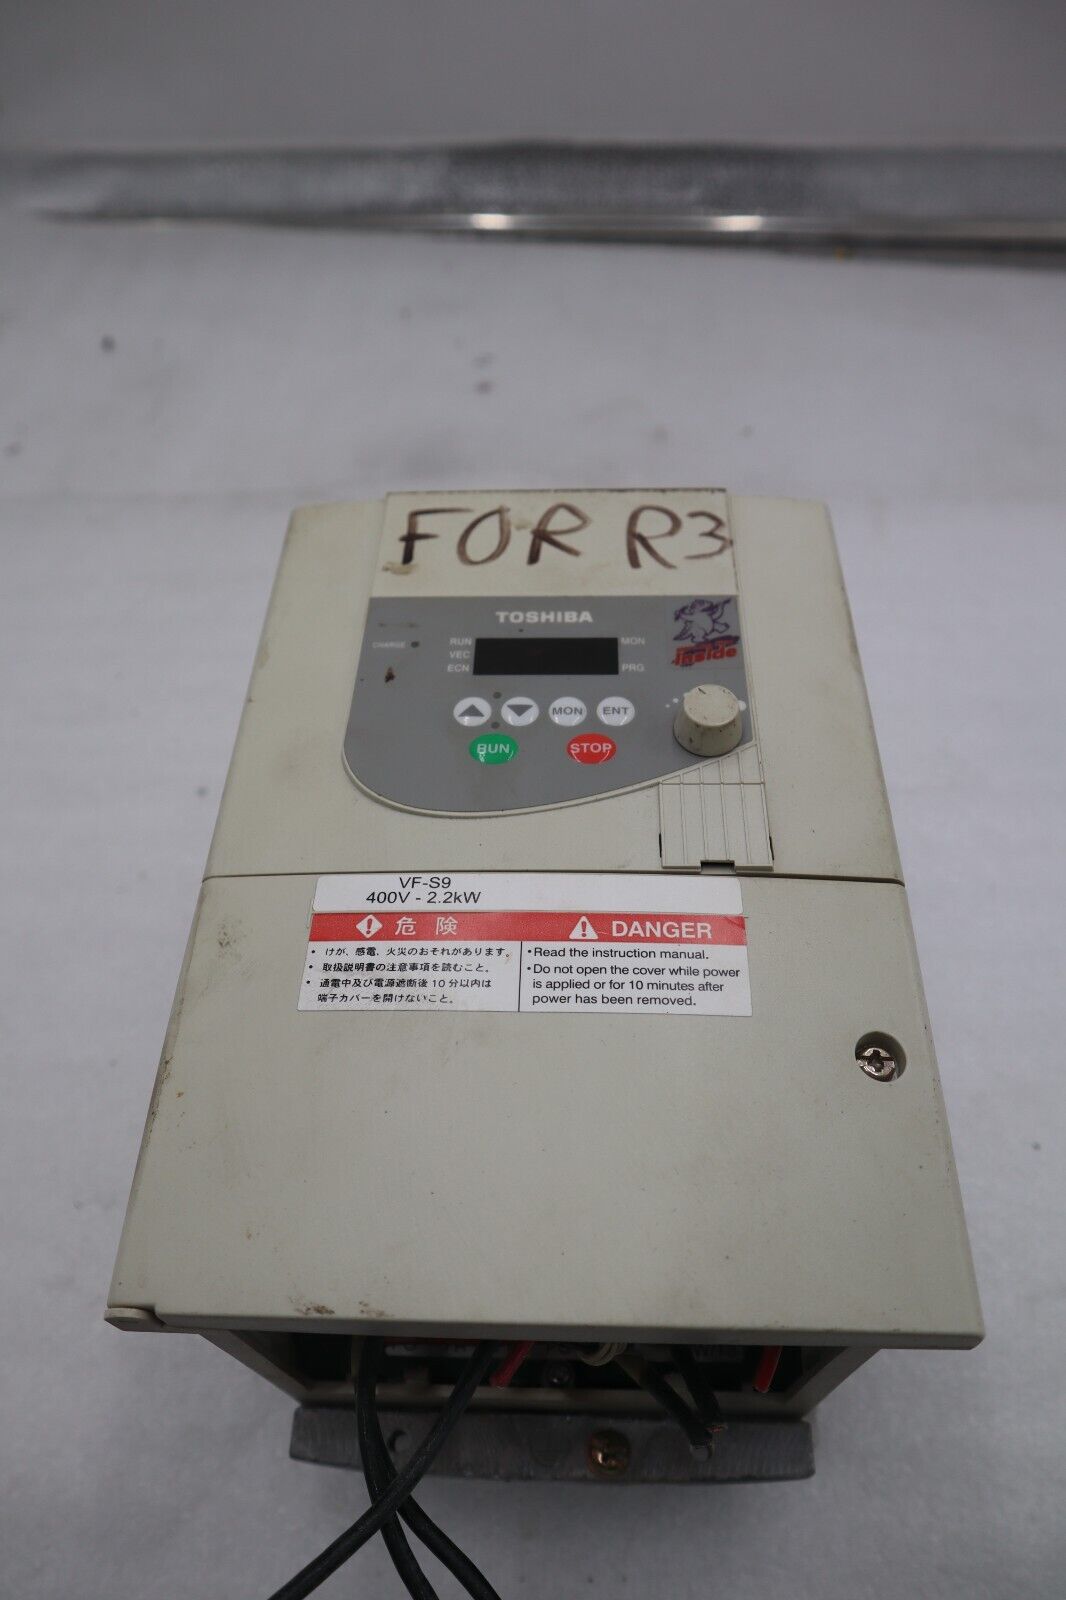 FOR R3
TOSHIBA
CHARGE
RUN
MON
VEC
ECN
PRG
inside
MON
ENT
RUN
STOP
VF-S9
400V - 2.2kW
危険
・けが、感電、火災のおそれがあります。
・取扱説明書の注意事項を読むこと。
・通電中及び電源遮断後10分以内は
端子カバーを開けないこと。
DANGER
•Read the instruction manual.
•Do not open the cover while power
is applied or for 10 minutes after
power has been removed.